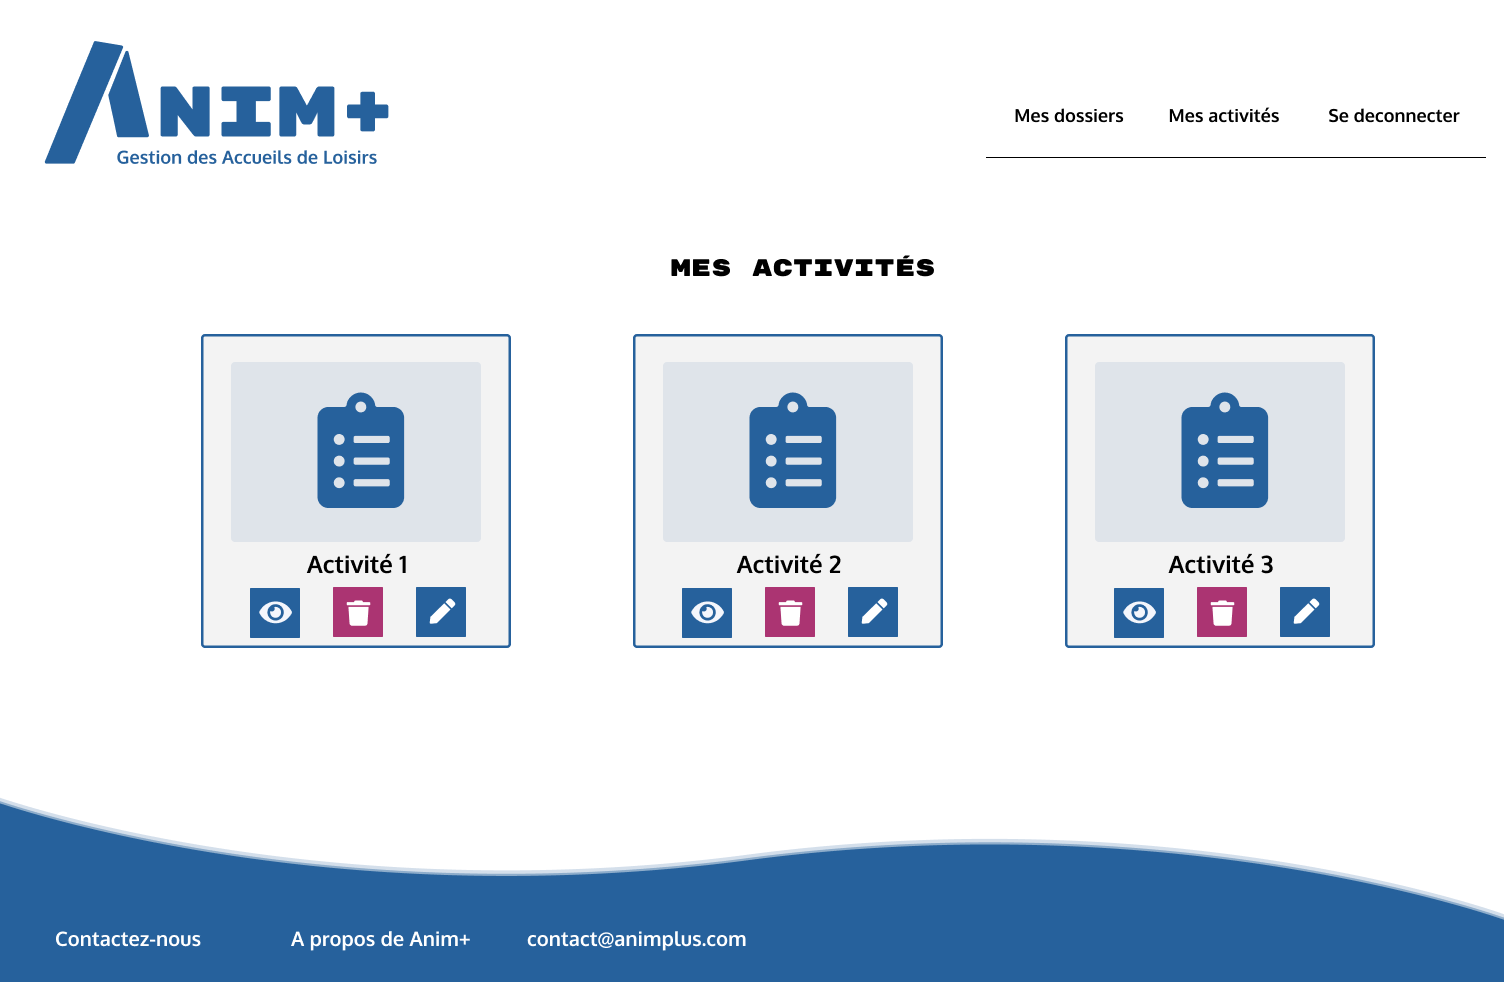 ANIM+
Gestion des Accueils de Loisirs
Mes dossiers Mes activités Se deconnecter
MES ACTIVITÉS
Activité 1 Activité 2 Activité 3
Contactez-nous A propos de Anim+ contact@animplus.com